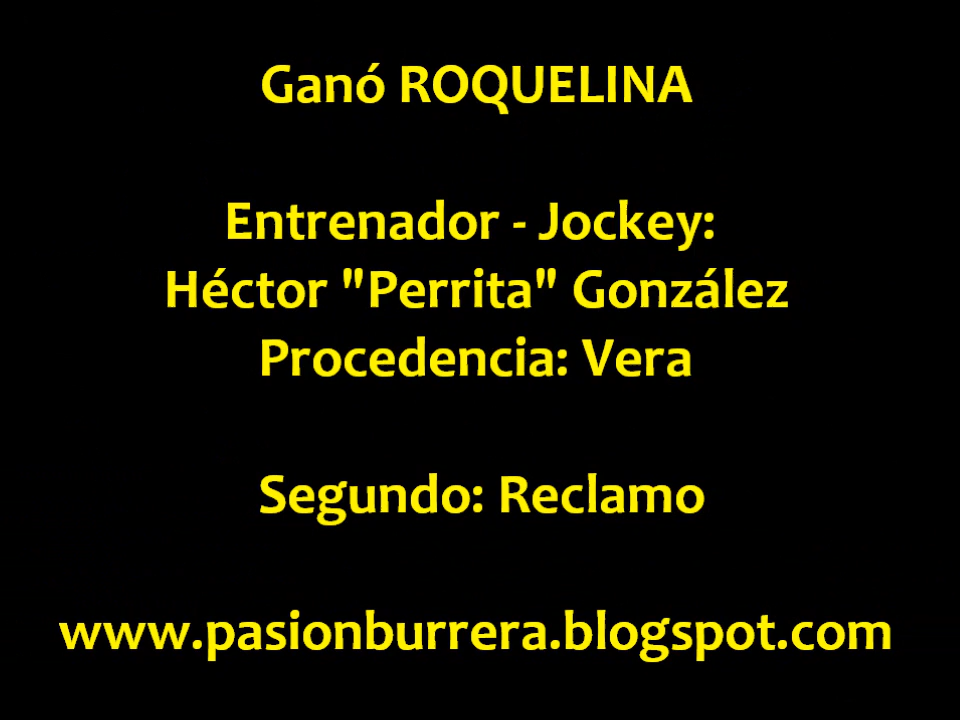 Ganó ROQUELINA
Entrenador - Jockey:
Héctor "Perrita" González
Procedencia: Vera
Segundo: Reclamo
www.pasionburrera.blogspot.com